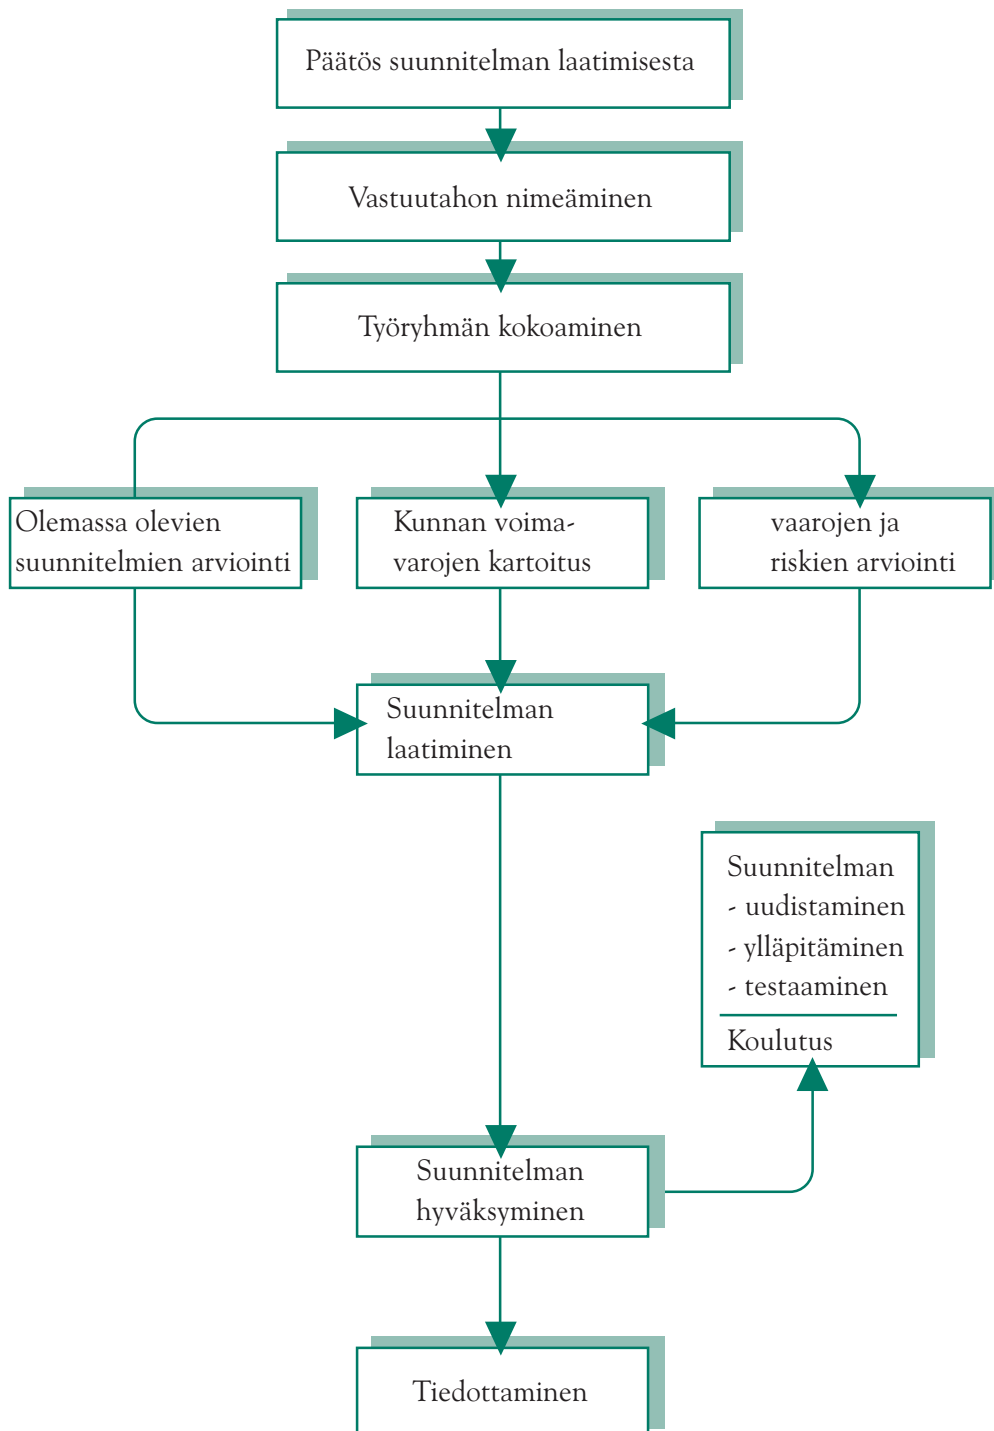 Päätös suunnitelman laatimisesta
Vastuutahon nimeäminen
Työryhmän kokoaminen
Olemassa olevien
suunnitelmien arviointi
Kunnan voima-
varojen kartoitus
vaarojen ja
riskien arviointi
Suunnitelman
laatiminen
Suunnitelman
- uudistaminen
- ylläpitäminen
- testaaminen
Koulutus
Suunnitelman
hyväksyminen
Tiedottaminen